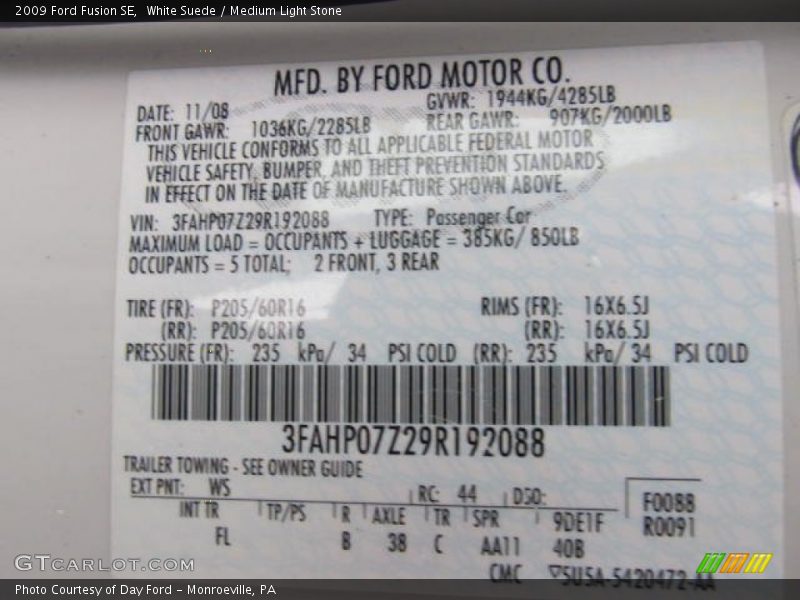 2009 Ford Fusion SE,  White Suede / Medium Light Stone
MFD. BY FORD MOTOR CO.
DATE: 11/08 GVWR: 1944KG/4285LB
FRONT GAWR: 1036KG/2285LB REAR GAWR: 907KG/2000LB
THIS VEHICLE CONFORMS TO ALL APPLICABLE FEDERAL MOTOR
VEHICLE SAFETY, BUMPER, AND THEFT PREVENTION STANDARDS
IN EFFECT ON THE DATE OF MANUFACTURE SHOWN ABOVE.
VIN: 3FAHP07Z29R192088 TYPE: Passenger Car
MAXIMUM LOAD = OCCUPANTS + LUGGAGE = 385KG/ 850LB
OCCUPANTS = 5 TOTAL; 2 FRONT, 3 REAR
TIRE (FR): P205/60R16 RIMS (FR): 16X6.5J
(RR): P205/60R16 (RR): 16X6.5J
PRESSURE (FR): 235 kPa/ 34 PSI COLD (RR): 235 kPa/ 34 PSI COLD
3FAHP07Z29R192088
TRAILER TOWING - SEE OWNER GUIDE
EXT PNT: WS RC: 44 DSO: F0088
INT TR TP/PS R AXLE TR SPR 9DE1F R0091
FL B 38 C AA11 40B
CMC ▽5U5A-5420472-AA
GTCARLOT.COM
Photo Courtesy of Day Ford – Monroeville, PA